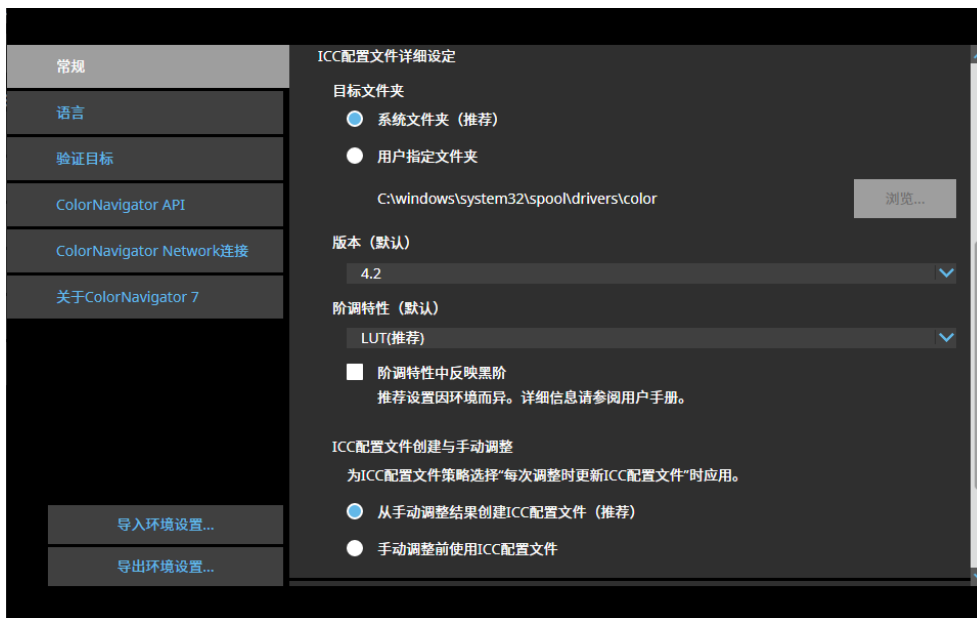 常规
语言
验证目标
ColorNavigator API
ColorNavigator Network连接
关于ColorNavigator 7
导入环境设置...
导出环境设置...
ICC配置文件详细设定
目标文件夹
系统文件夹（推荐）
用户指定文件夹
C:\windows\system32\spool\drivers\color
浏览...
版本（默认）
4.2
阶调特性（默认）
LUT(推荐)
阶调特性中反映黑阶
推荐设置因环境而异。详细信息请参阅用户手册。
ICC配置文件创建与手动调整
为ICC配置文件策略选择“每次调整时更新ICC配置文件”时应用。
从手动调整结果创建ICC配置文件（推荐）
手动调整前使用ICC配置文件